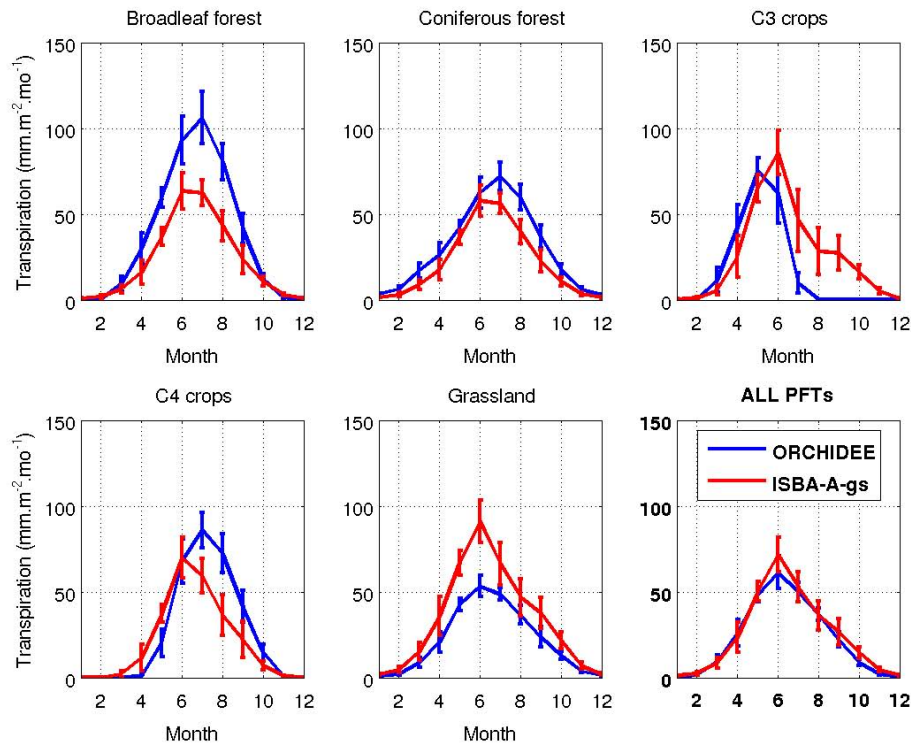 Broadleaf forest
Coniferous forest
C3 crops
150
100
50
0
2 4 6 8 10 12
Month
Transpiration (mm.m-2.mo-1)
150
100
50
0
2 4 6 8 10 12
Month
150
100
50
0
2 4 6 8 10 12
Month
C4 crops
Grassland
ALL PFTs
150
100
50
0
2 4 6 8 10 12
Month
Transpiration (mm.m-2.mo-1)
150
100
50
0
2 4 6 8 10 12
Month
150
100
50
0
2 4 6 8 10 12
Month
ORCHIDEE
ISBA-A-gs